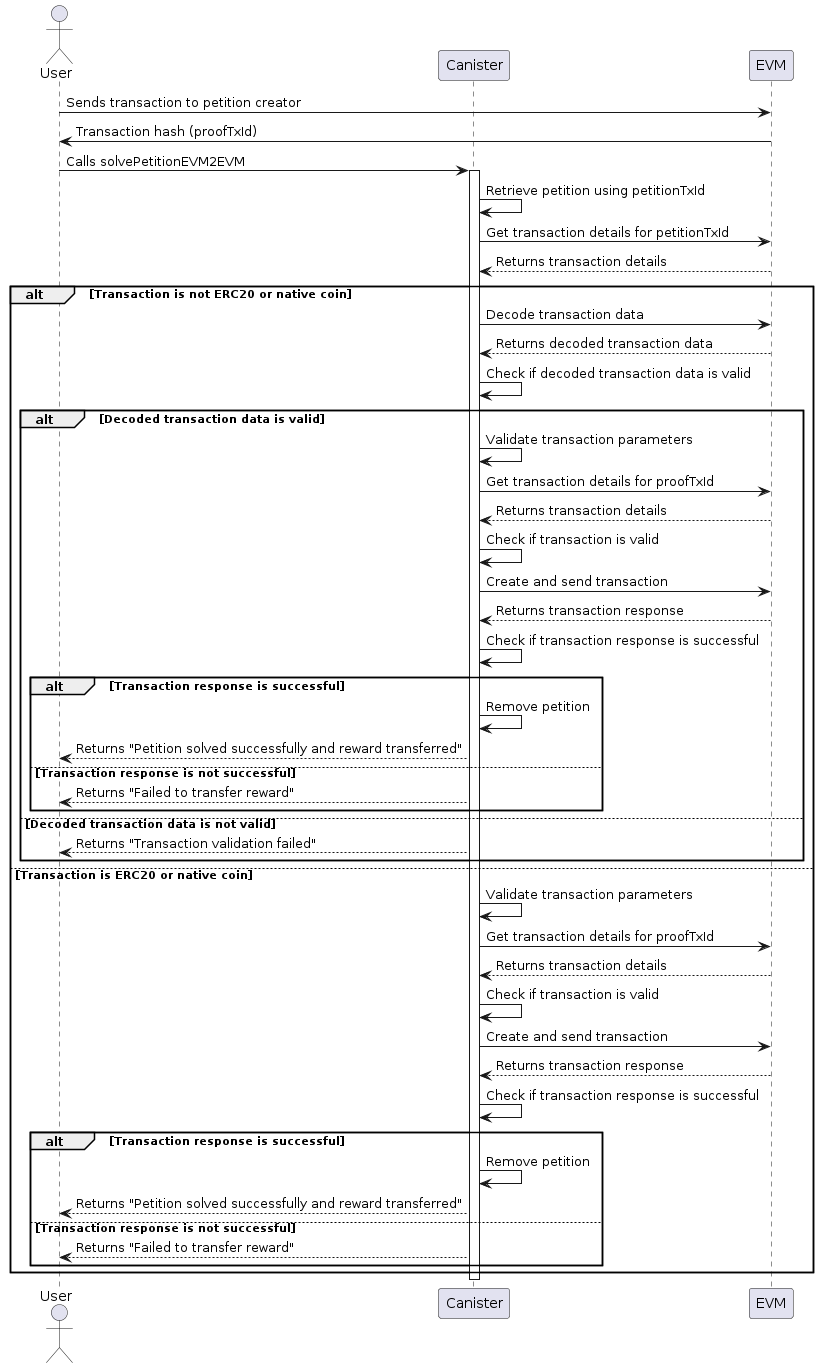 User
Canister
EVM
Sends transaction to petition creator
Transaction hash (proofTxId)
Calls solvePetitionEVM2EVM
Retrieve petition using petitionTxId
Get transaction details for petitionTxId
Returns transaction details
alt [Transaction is not ERC20 or native coin]
Decode transaction data
Returns decoded transaction data
Check if decoded transaction data is valid
alt [Decoded transaction data is valid]
Validate transaction parameters
Get transaction details for proofTxId
Returns transaction details
Check if transaction is valid
Create and send transaction
Returns transaction response
Check if transaction response is successful
alt [Transaction response is successful]
Remove petition
Returns "Petition solved successfully and reward transferred"
[Transaction response is not successful]
Returns "Failed to transfer reward"
[Decoded transaction data is not valid]
Returns "Transaction validation failed"
[Transaction is ERC20 or native coin]
Validate transaction parameters
Get transaction details for proofTxId
Returns transaction details
Check if transaction is valid
Create and send transaction
Returns transaction response
Check if transaction response is successful
alt [Transaction response is successful]
Remove petition
Returns "Petition solved successfully and reward transferred"
[Transaction response is not successful]
Returns "Failed to transfer reward"
User
Canister
EVM